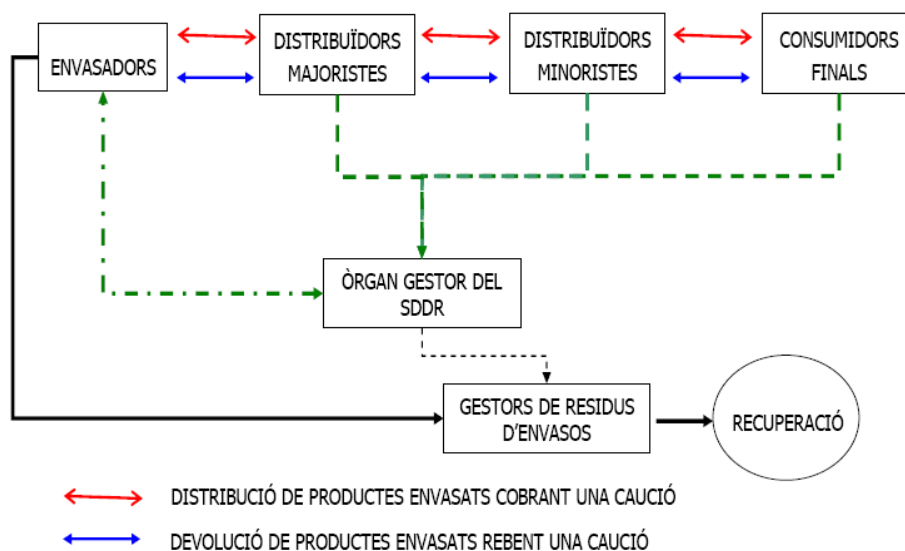 ENVASADORS
DISTRIBUÏDORS
MAJORISTES
DISTRIBUÏDORS
MINORISTES
CONSUMIDORS
FINALS
ÒRGAN GESTOR DEL
SDDR
GESTORS DE RESIDUS
D'ENVASOS
RECUPERACIÓ
DISTRIBUCIÓ DE PRODUCTES ENVASATS COBRANT UNA CAUCIÓ
DEVOLUCIÓ DE PRODUCTES ENVASATS REBENT UNA CAUCIÓ